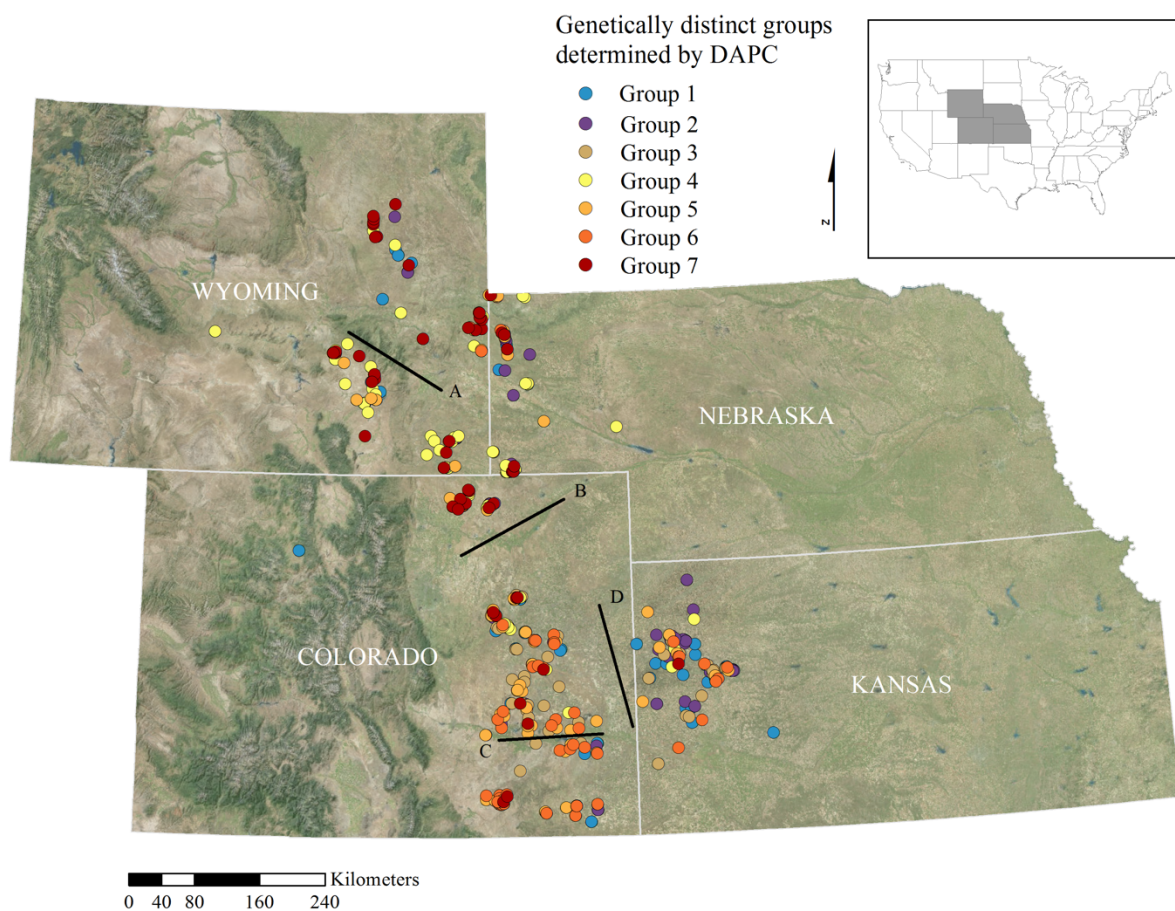 Genetically distinct groups
determined by DAPC
Group 1
Group 2
Group 3
Group 4
Group 5
Group 6
Group 7
N
WYOMING
A
NEBRASKA
B
D
COLORADO
KANSAS
C
Kilometers
0 40 80 160 240